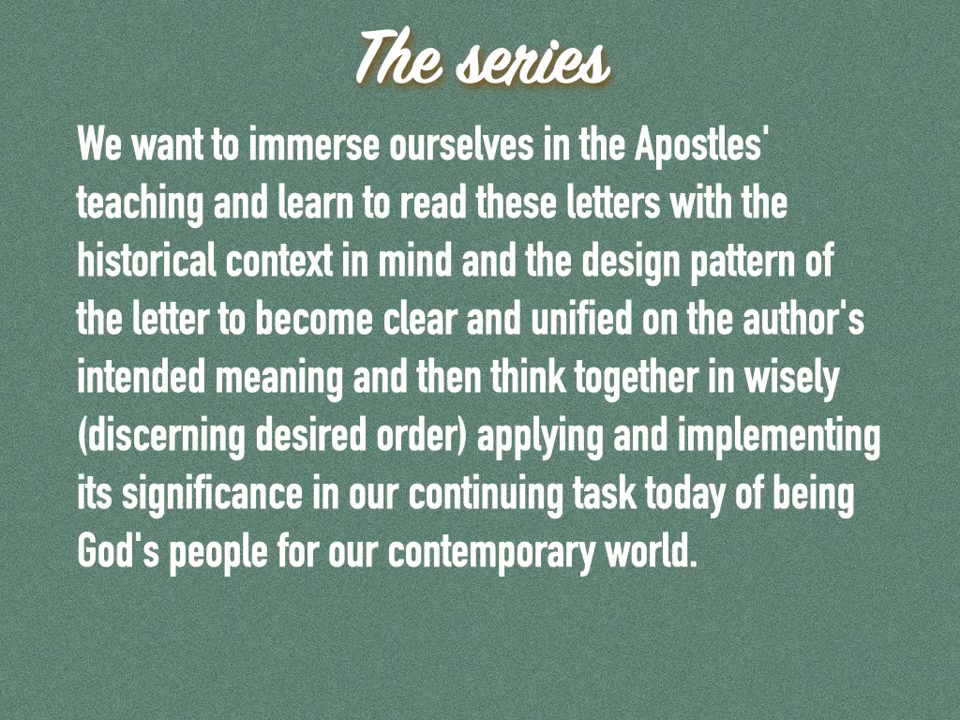 The series
We want to immerse ourselves in the Apostles'
teaching and learn to read these letters with the
historical context in mind and the design pattern of
the letter to become clear and unified on the author's
intended meaning and then think together in wisely
(discerning desired order) applying and implementing
its significance in our continuing task today of being
God's people for our contemporary world.